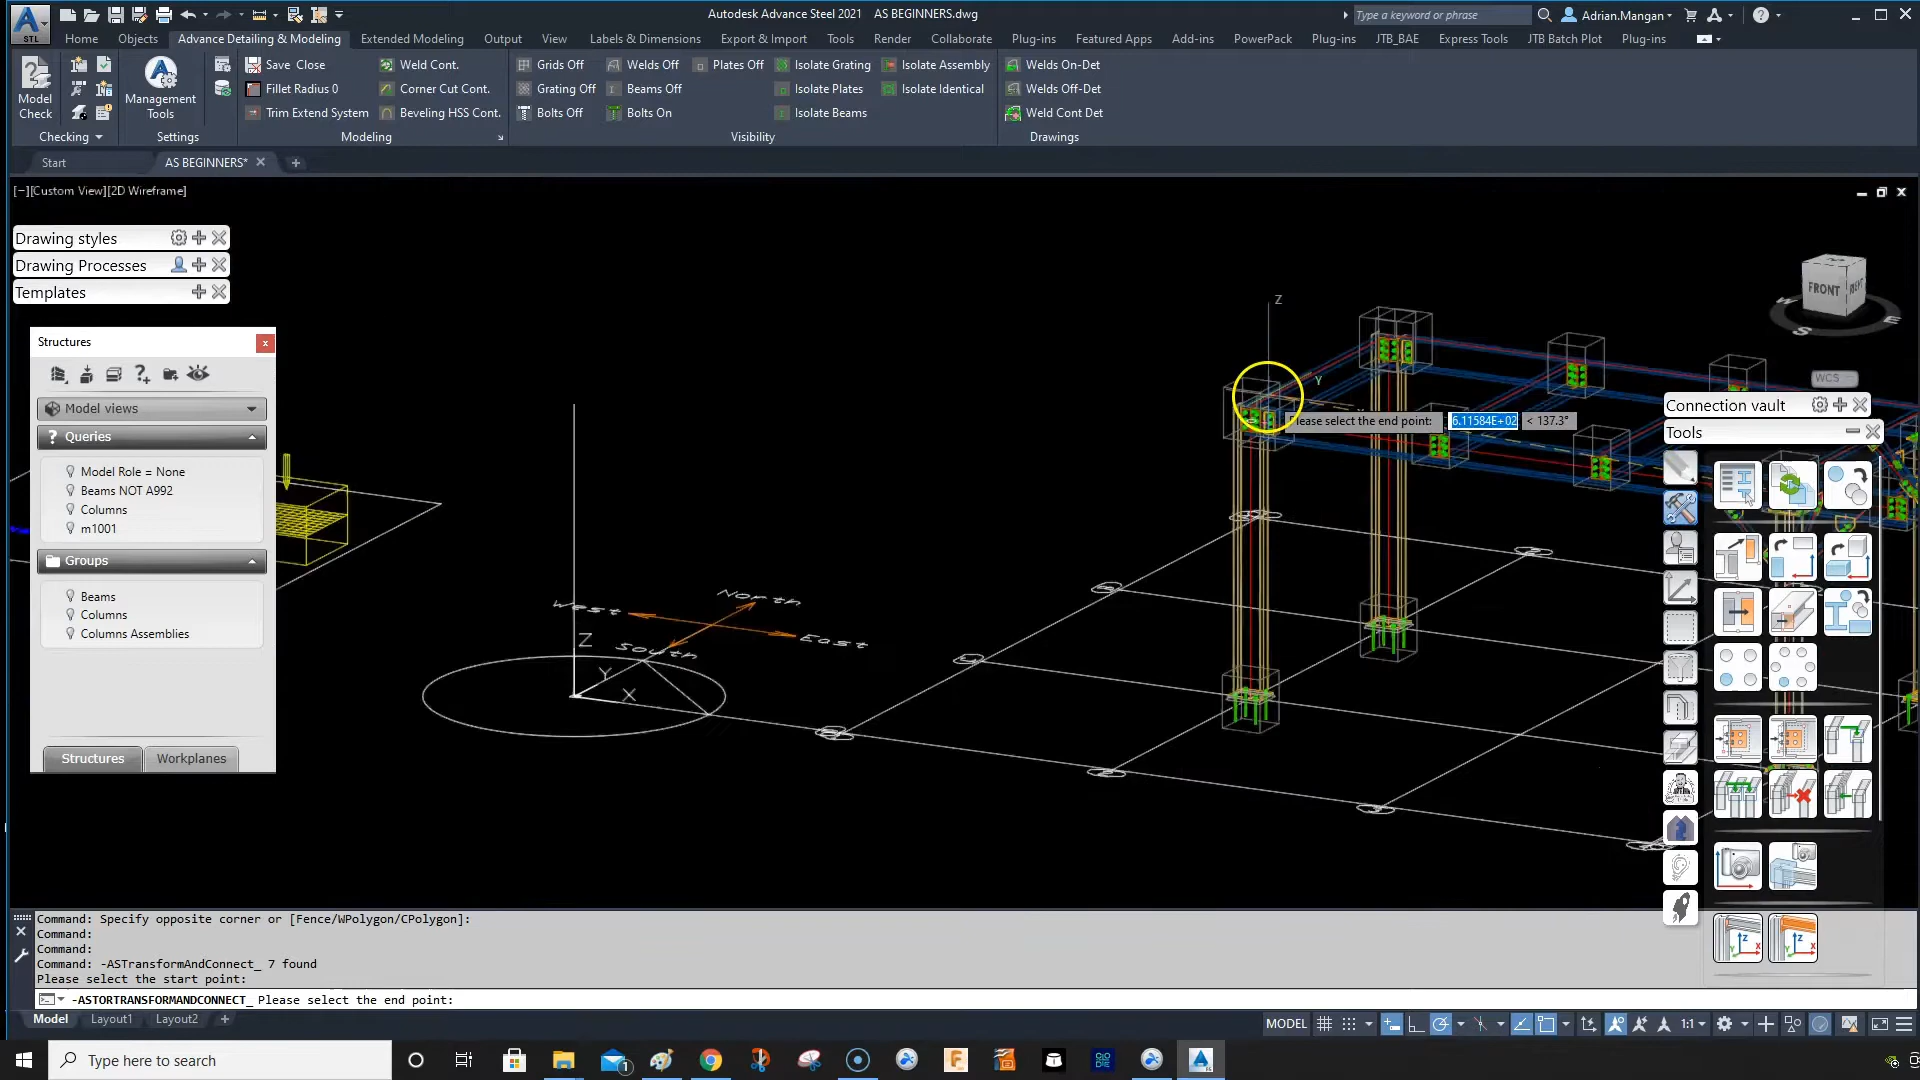 Autodesk Advance Steel 2021 AS BEGINNERS.dwg
Type a keyword or phrase
Adrian.Mangan
STL
Home Objects Advance Detailing & Modeling Extended Modeling Output View Labels & Dimensions Export & Import Tools Render Collaborate Plug-ins Featured Apps Add-ins PowerPack Plug-ins JTB_BAE Express Tools JTB Batch Plot Plug-ins
Save Close Weld Cont. Grids Off Welds Off Plates Off Isolate Grating Isolate Assembly Welds On-Det
Model Check Management Tools Fillet Radius 0 Corner Cut Cont. Grating Off Beams Off Isolate Plates Isolate Identical Welds Off-Det
Trim Extend System Beveling HSS Cont. Bolts Off Bolts On Isolate Beams Weld Cont Det
Checking Settings Modeling Visibility Drawings
Start AS BEGINNERS*
[−][Custom View][2D Wireframe]
Drawing styles
Drawing Processes
Templates
Structures
Model views
Queries
Model Role = None
Beams NOT A992
Columns
m1001
Groups
Beams
Columns
Columns Assemblies
Structures Workplanes
FRONT RIGHT
W S E
WCS
Z
Y
Please select the end point: 6.11584E+02 < 137.3°
Connection vault
Tools
North
West
East
South
Z
Y
X
Command: Specify opposite corner or [Fence/WPolygon/CPolygon]:
Command:
Command:
Command: -ASTransformAndConnect_ 7 found
Please select the start point:
-ASTORTRANSFORMANDCONNECT_ Please select the end point:
Model Layout1 Layout2
MODEL 1:1
Type here to search